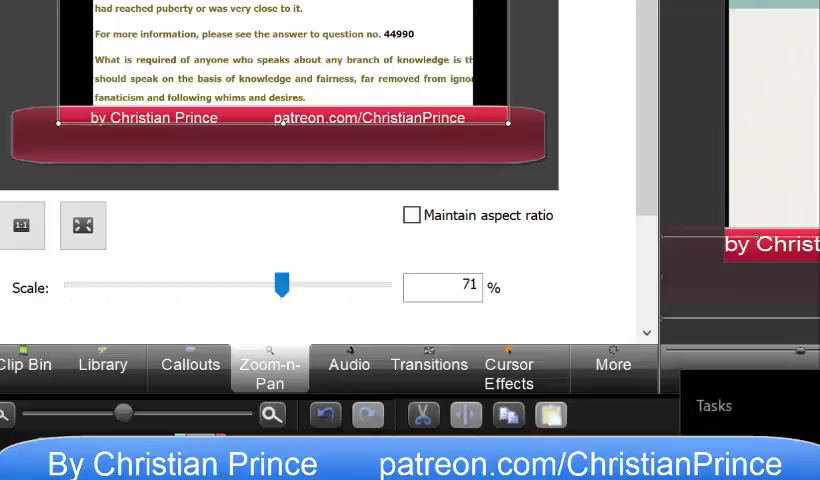 had reached puberty or was very close to it.
For more information, please see the answer to question no. 44990
What is required of anyone who speaks about any branch of knowledge is th
should speak on the basis of knowledge and fairness, far removed from ignor
fanaticism and following whims and desires.
by Christian Prince patreon.com/ChristianPrince
by Christ
1:1
Maintain aspect ratio
Scale: 71 %
Clip Bin Library Callouts Zoom-n-Pan Audio Transitions Cursor Effects More
Tasks
By Christian Prince patreon.com/ChristianPrince